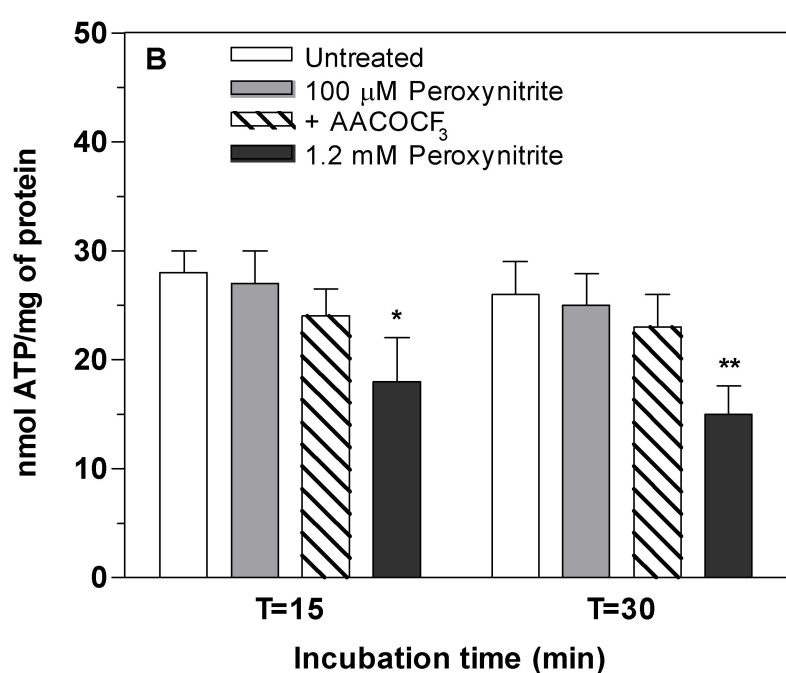 B
Untreated
100 μM Peroxynitrite
+ AACOCF3
1.2 mM Peroxynitrite
nmol ATP/mg of protein
50
40
30
20
10
0
*
**
T=15 T=30
Incubation time (min)